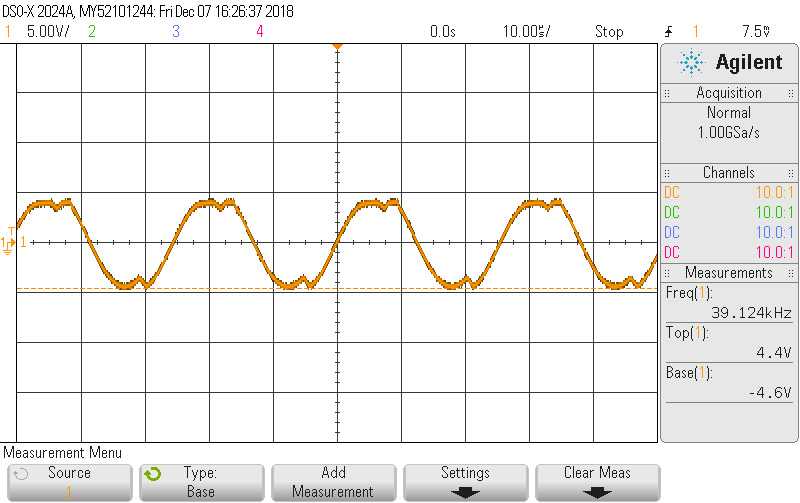 DSO-X 2024A, MY52101244: Fri Dec 07 16:26:37 2018
1 5.00V/ 2 3 4 0.0s 10.00us/ Stop 1 7.5V
Agilent
Acquisition
Normal
1.00GSa/s
Channels
DC 10.0:1
DC 10.0:1
DC 10.0:1
DC 10.0:1
Measurements
Freq(1):
39.124kHz
Top(1):
4.4V
Base(1):
-4.6V
T
1 1
Measurement Menu
Source
1
Type:
Base
Add
Measurement
Settings
Clear Meas